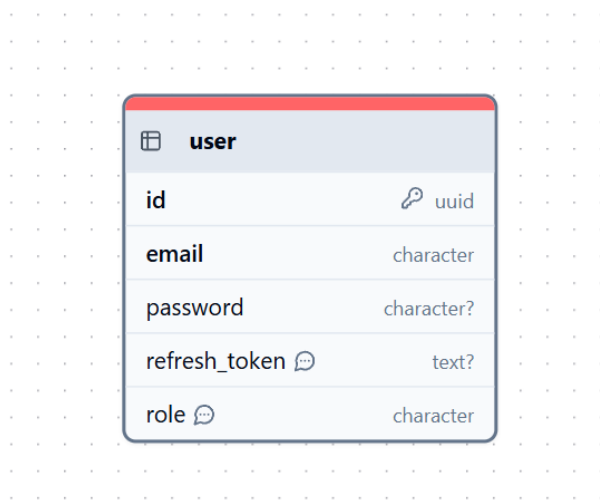 user
id uuid
email character
password character?
refresh_token text?
role character